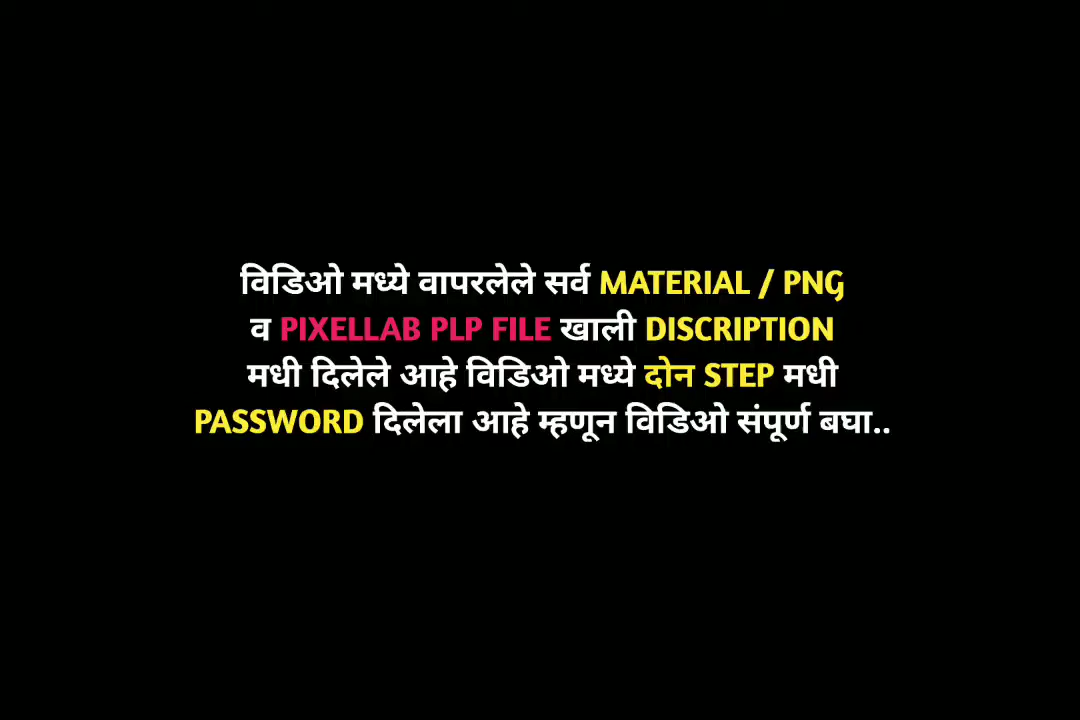 विडिओ मध्ये वापरलेले सर्व MATERIAL / PNG
व PIXELLAB PLP FILE खाली DISCRIPTION
मधी दिलेले आहे विडिओ मध्ये दोन STEP मधी
PASSWORD दिलेला आहे म्हणून विडिओ संपूर्ण बघा..